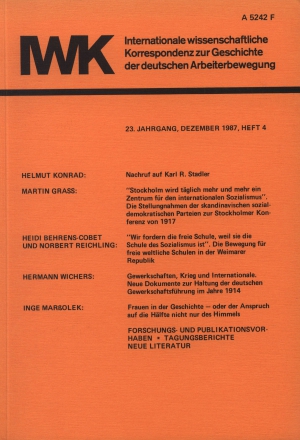 A 5242 F
IWK Internationale wissenschaftliche
Korrespondenz zur Geschichte
der deutschen Arbeiterbewegung
23. JAHRGANG, DEZEMBER 1987, HEFT 4
HELMUT KONRAD: Nachruf auf Karl R. Stadler
MARTIN GRASS: "Stockholm wird täglich mehr und mehr ein
Zentrum für den internationalen Sozialismus".
Die Stellungnahmen der skandinavischen sozial-
demokratischen Parteien zur Stockholmer Kon-
ferenz von 1917
HEIDI BEHRENS-COBET "Wir fordern die freie Schule, weil sie die
UND NORBERT REICHLING: Schule des Sozialismus ist". Die Bewegung für
freie weltliche Schulen in der Weimarer
Republik
HERMANN WICHERS: Gewerkschaften, Krieg und Internationale.
Neue Dokumente zur Haltung der deutschen
Gewerkschaftsführung im Jahre 1914
INGE MARßOLEK: Frauen in der Geschichte – oder der Anspruch
auf die Hälfte nicht nur des Himmels
FORSCHUNGS- UND PUBLIKATIONSVOR-
HABEN • TAGUNGSBERICHTE
NEUE LITERATUR